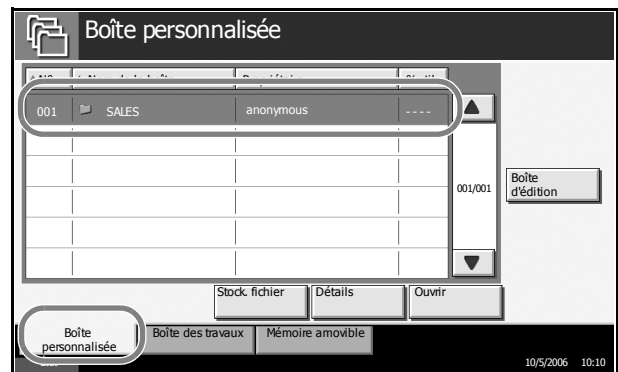 Boîte personnalisée
001 SALES anonymous - - - -
001/001
Boîte
d'édition
Stock. fichier Détails Ouvrir
Boîte
personnalisée
Boîte des travaux Mémoire amovible
10/5/2006 10:10